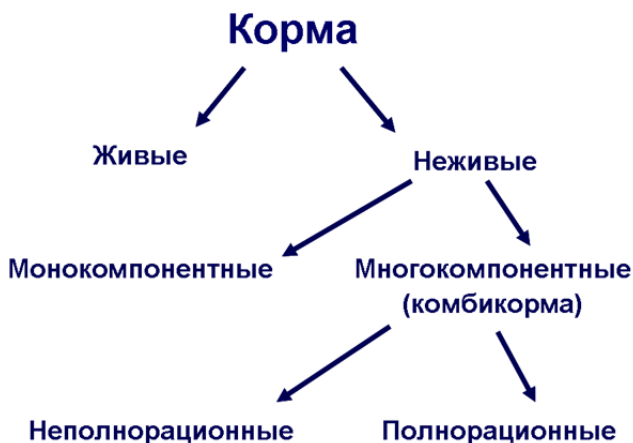 Корма
Живые
Неживые
Монокомпонентные
Многокомпонентные
(комбикорма)
Неполнорационные
Полнорационные